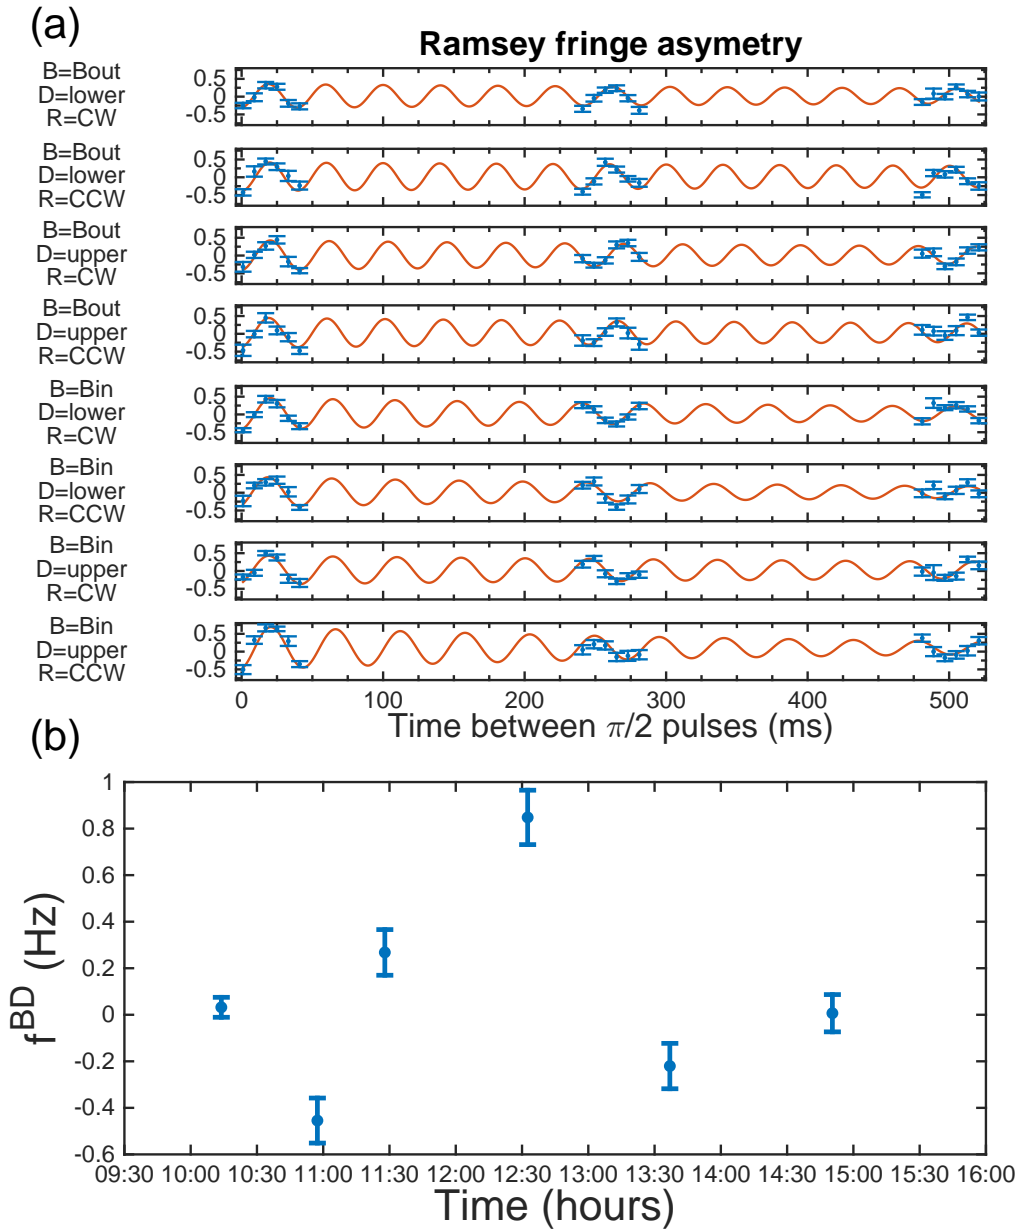 (a)
Ramsey fringe asymmetry
B=Bout
D=lower
R=CW
0.5
0
-0.5
B=Bout
D=lower
R=CCW
0.5
0
-0.5
B=Bout
D=upper
R=CW
0.5
0
-0.5
B=Bout
D=upper
R=CCW
0.5
0
-0.5
B=Bin
D=lower
R=CW
0.5
0
-0.5
B=Bin
D=lower
R=CCW
0.5
0
-0.5
B=Bin
D=upper
R=CW
0.5
0
-0.5
B=Bin
D=upper
R=CCW
0.5
0
-0.5
0 100 200 300 400 500
Time between π/2 pulses (ms)
(b)
f^BD (Hz)
1
0.8
0.6
0.4
0.2
0
-0.2
-0.4
-0.6
09:30 10:00 10:30 11:00 11:30 12:00 12:30 13:00 13:30 14:00 14:30 15:00 15:30 16:00
Time (hours)